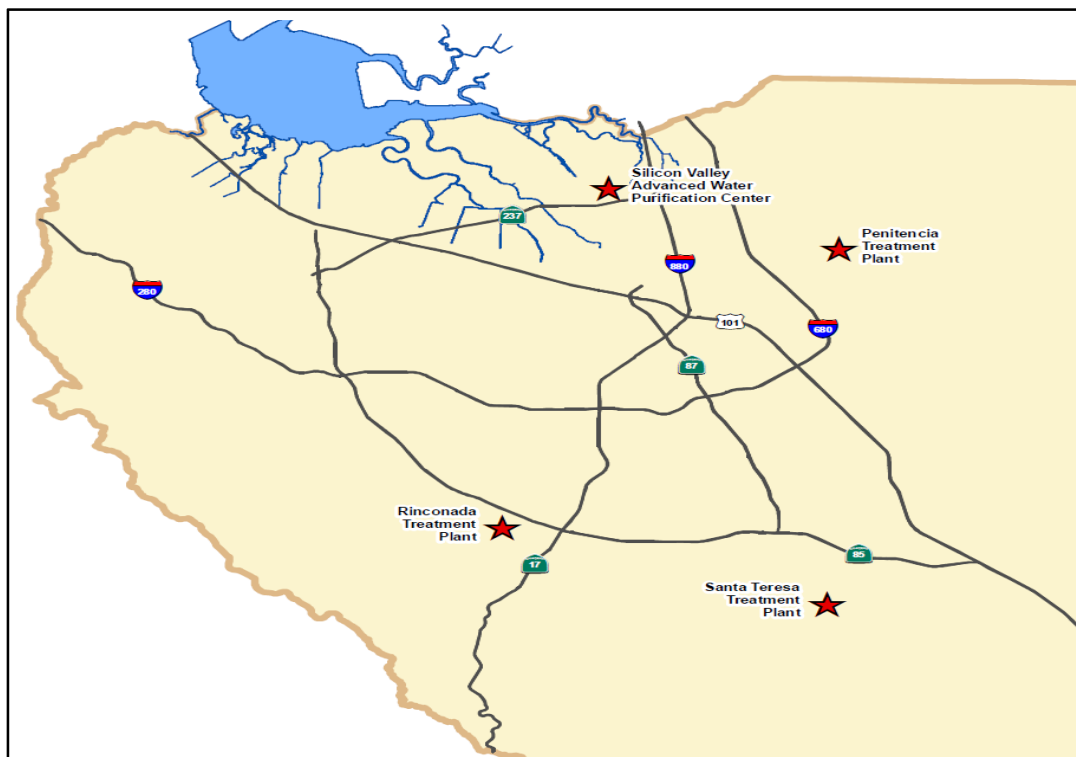 Silicon Valley
Advanced Water
Purification Center
237
Penitencia
Treatment
Plant
880
280
101
680
87
Rinconada
Treatment
Plant
17
85
Santa Teresa
Treatment
Plant